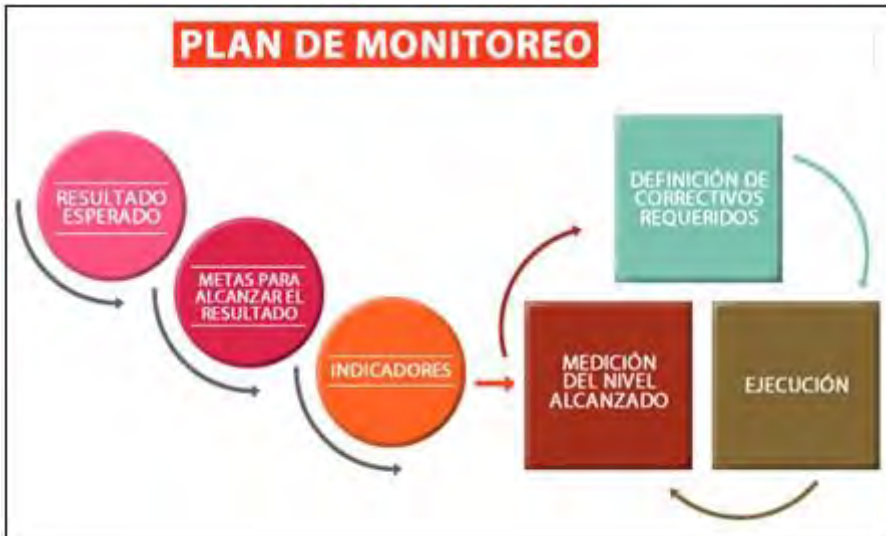 PLAN DE MONITOREO
RESULTADO
ESPERADO
METAS PARA
ALCANZAR EL
RESULTADO
INDICADORES
DEFINICIÓN DE
CORRECTIVOS
REQUERIDOS
MEDICIÓN
DEL NIVEL
ALCANZADO
EJECUCIÓN